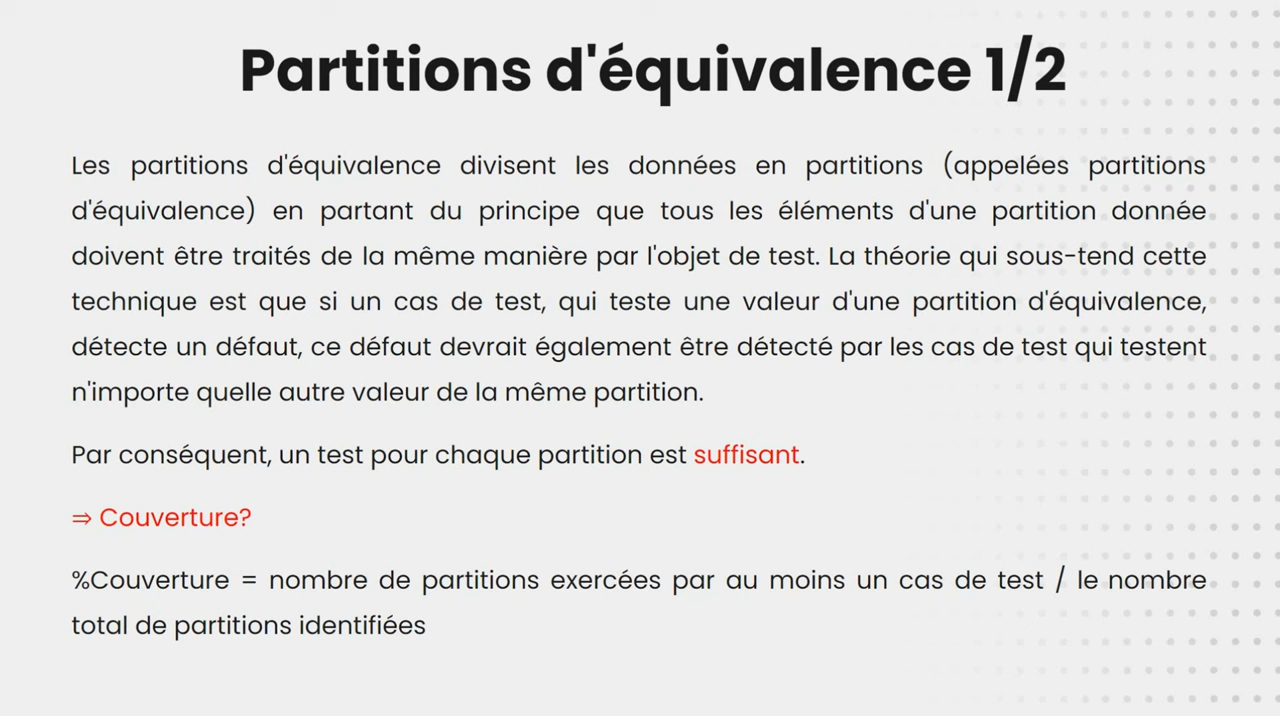 Partitions d'équivalence 1/2
Les partitions d'équivalence divisent les données en partitions (appelées partitions
d'équivalence) en partant du principe que tous les éléments d'une partition donnée
doivent être traités de la même manière par l'objet de test. La théorie qui sous-tend cette
technique est que si un cas de test, qui teste une valeur d'une partition d'équivalence,
détecte un défaut, ce défaut devrait également être détecté par les cas de test qui testent
n'importe quelle autre valeur de la même partition.
Par conséquent, un test pour chaque partition est suffisant.
⇒ Couverture?
%Couverture = nombre de partitions exercées par au moins un cas de test / le nombre
total de partitions identifiées